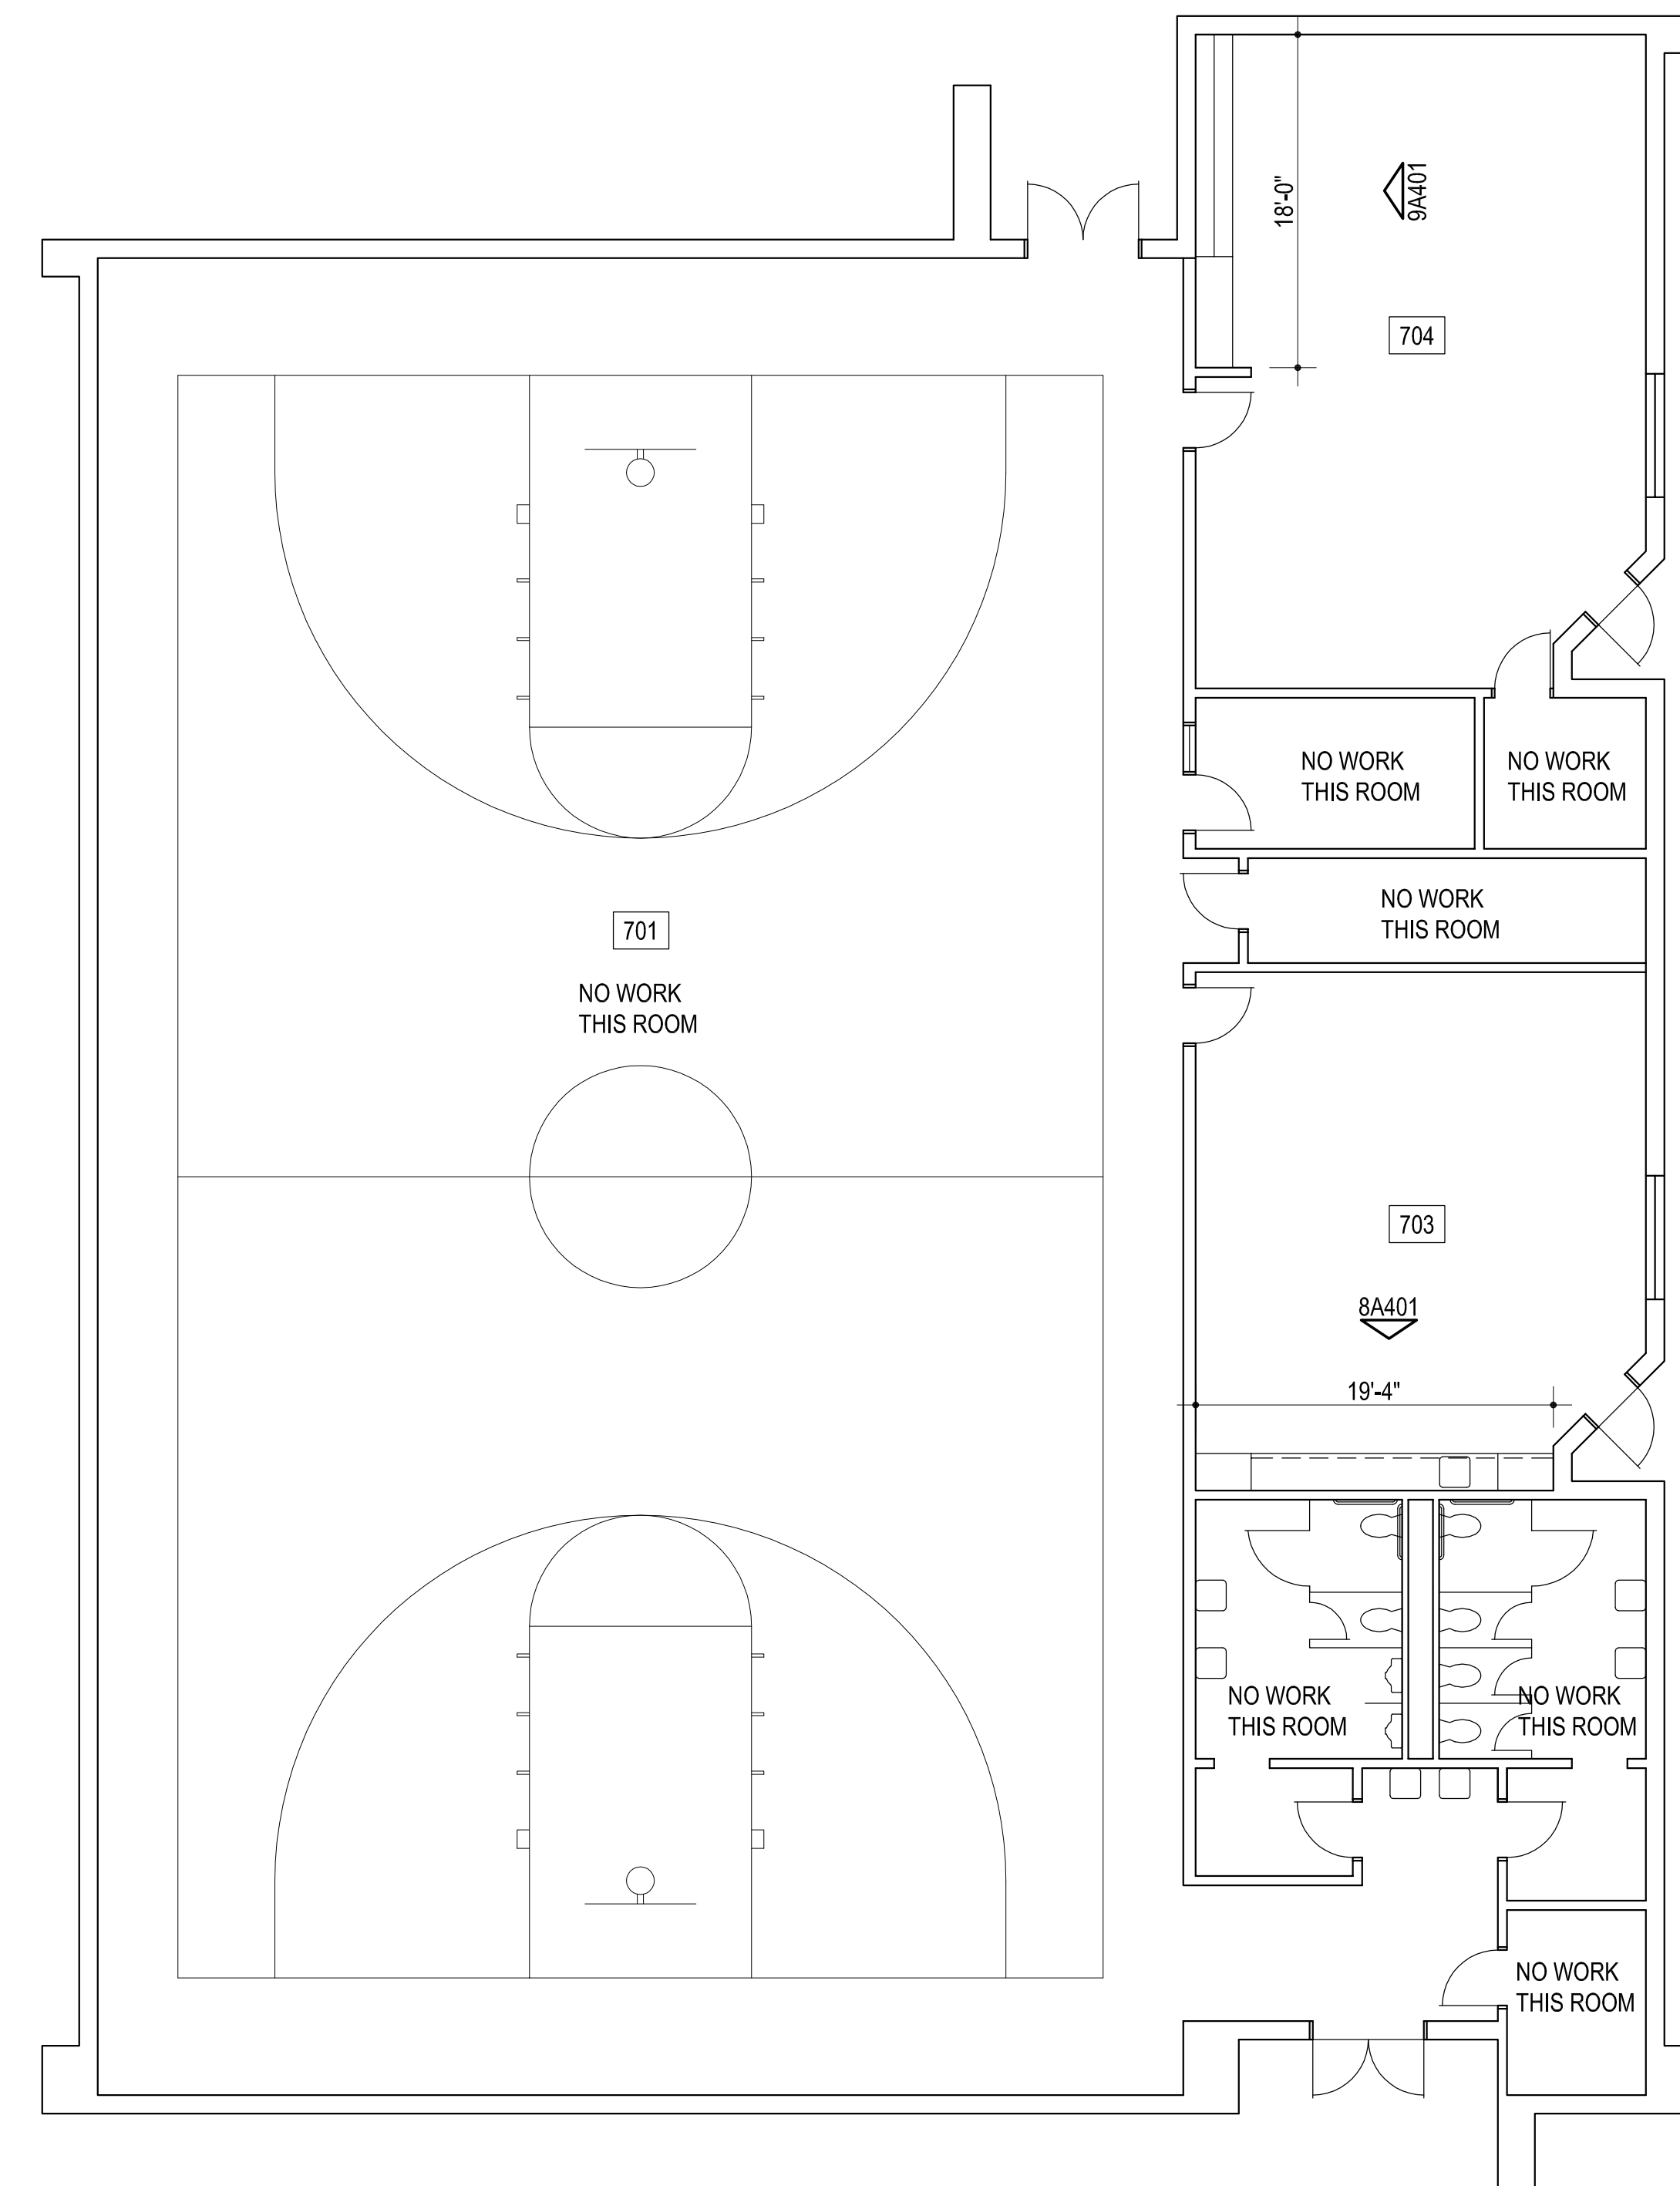 9A401
18'-0"
704
NO WORK
THIS ROOM
NO WORK
THIS ROOM
NO WORK
THIS ROOM
701
NO WORK
THIS ROOM
703
8A401
19'-4"
NO WORK
THIS ROOM
NO WORK
THIS ROOM
NO WORK
THIS ROOM